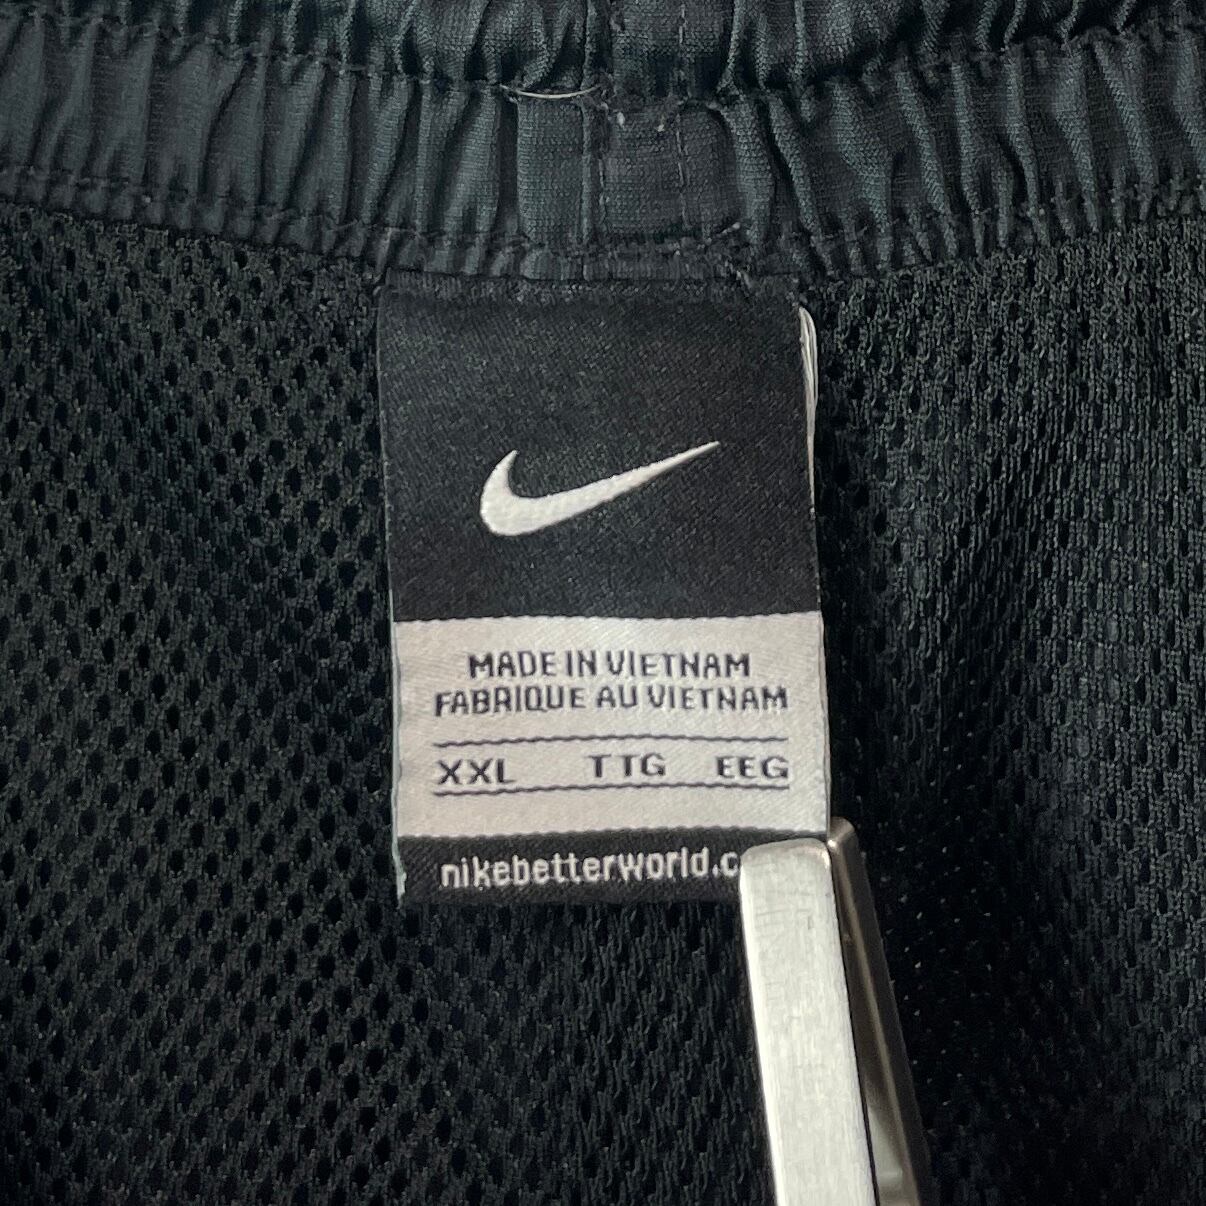 MADE IN VIETNAM
FABRIQUE AU VIETNAM
XXL TTG EEG
nikebetterworld.c